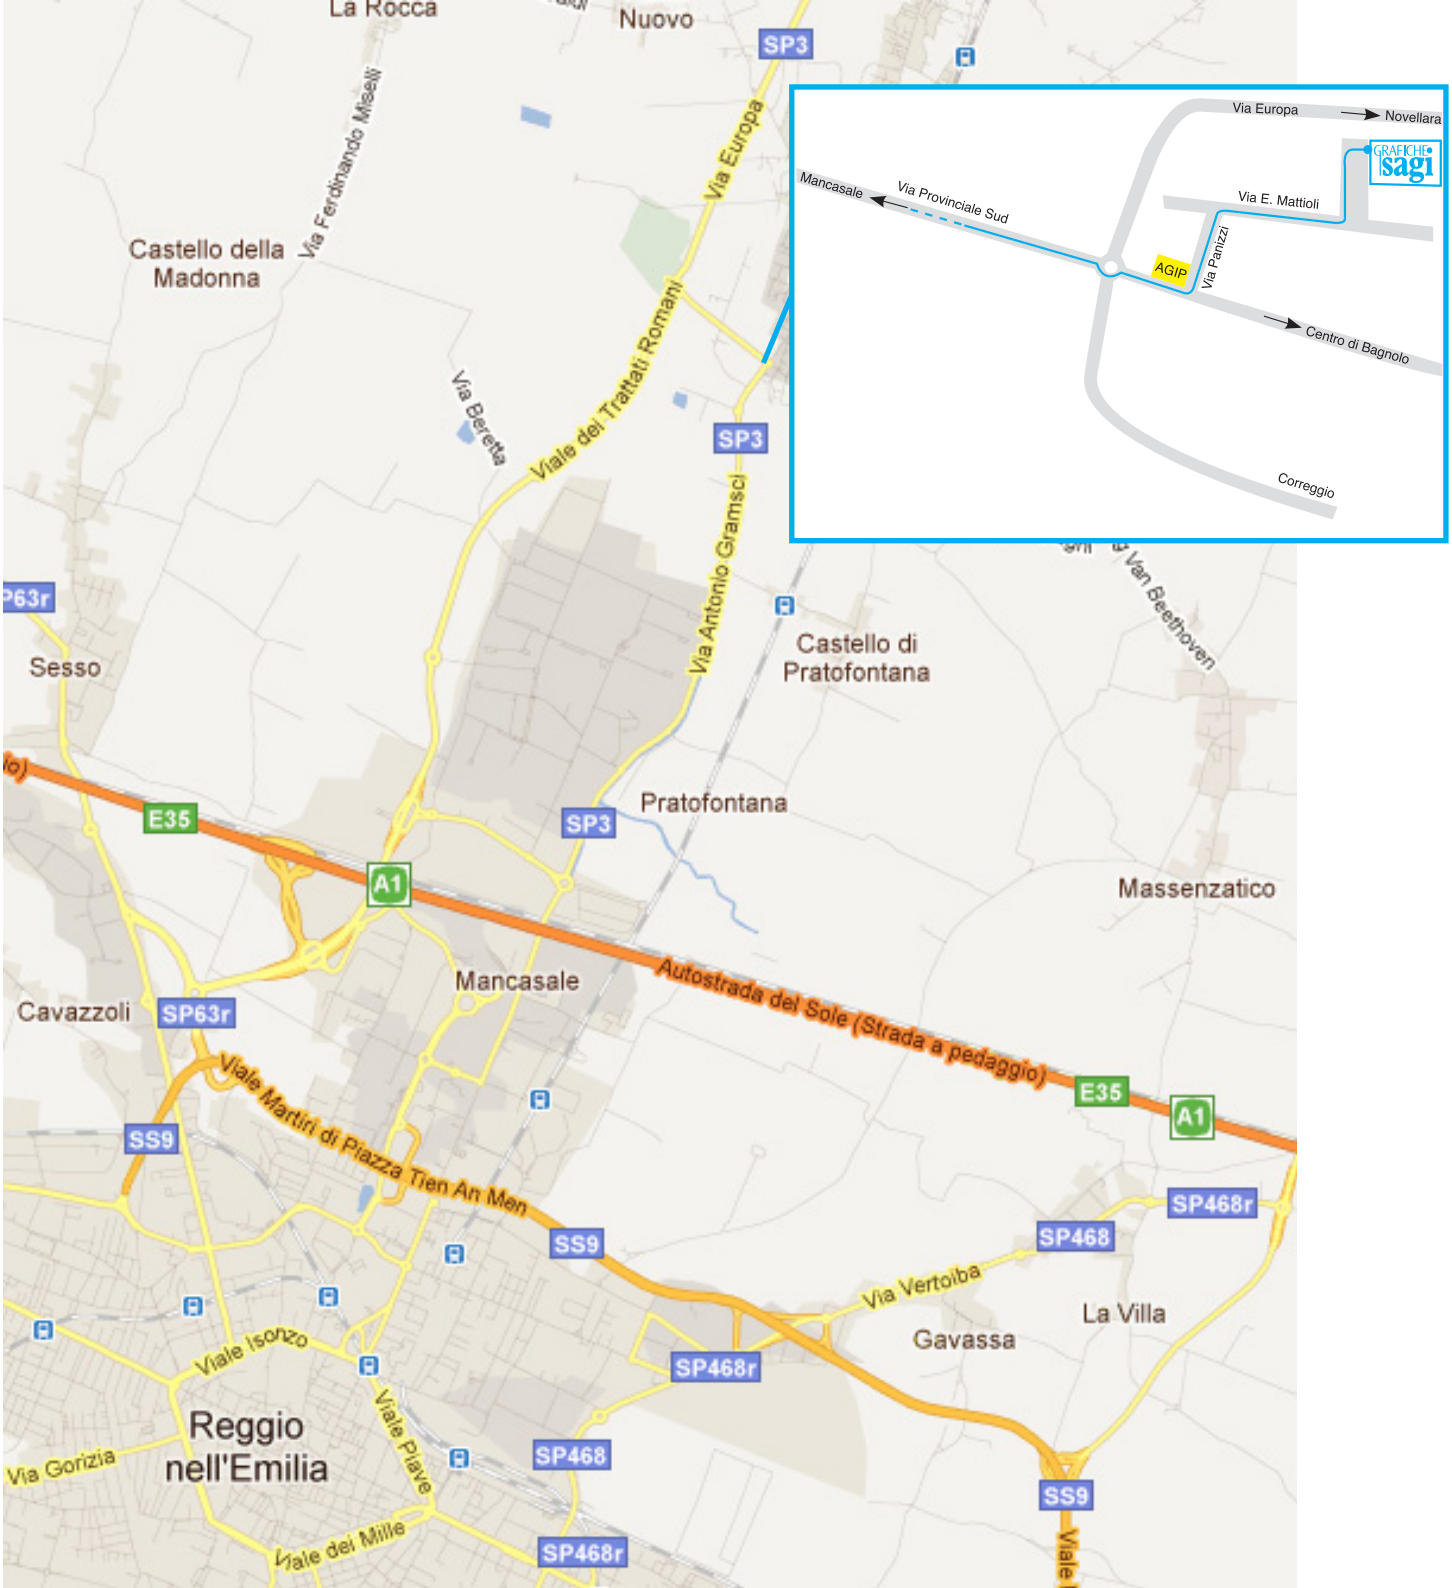 La Rocca
Nuovo
SP3
Via Europa
Via Ferdinando Miselli
Castello della
Madonna
Via Europa
Novellara
GRAFICHE
sagi
Mancasale
Via Provinciale Sud
Via E. Mattioli
Via Panizzi
AGIP
Centro di Bagnolo
Correggio
Viale dei Trattati Romani
Via Beretta
SP3
Via Antonio Gramsci
Van Beethoven
P63r
Sesso
Castello di
Pratofontana
E35
SP3
Pratofontana
A1
Massenzatico
Mancasale
Autostrada del Sole (Strada a pedaggio)
Cavazzoli
SP63r
Viale Martiri di Piazza Tien An Men
E35
A1
SS9
SP468r
SP468
SS9
Via Vertoiba
La Villa
Gavassa
Viale Isonzo
SP468r
Viale Piave
Reggio
nell'Emilia
Via Gorizia
SP468
SS9
Viale dei Mille
SP468r
Viale